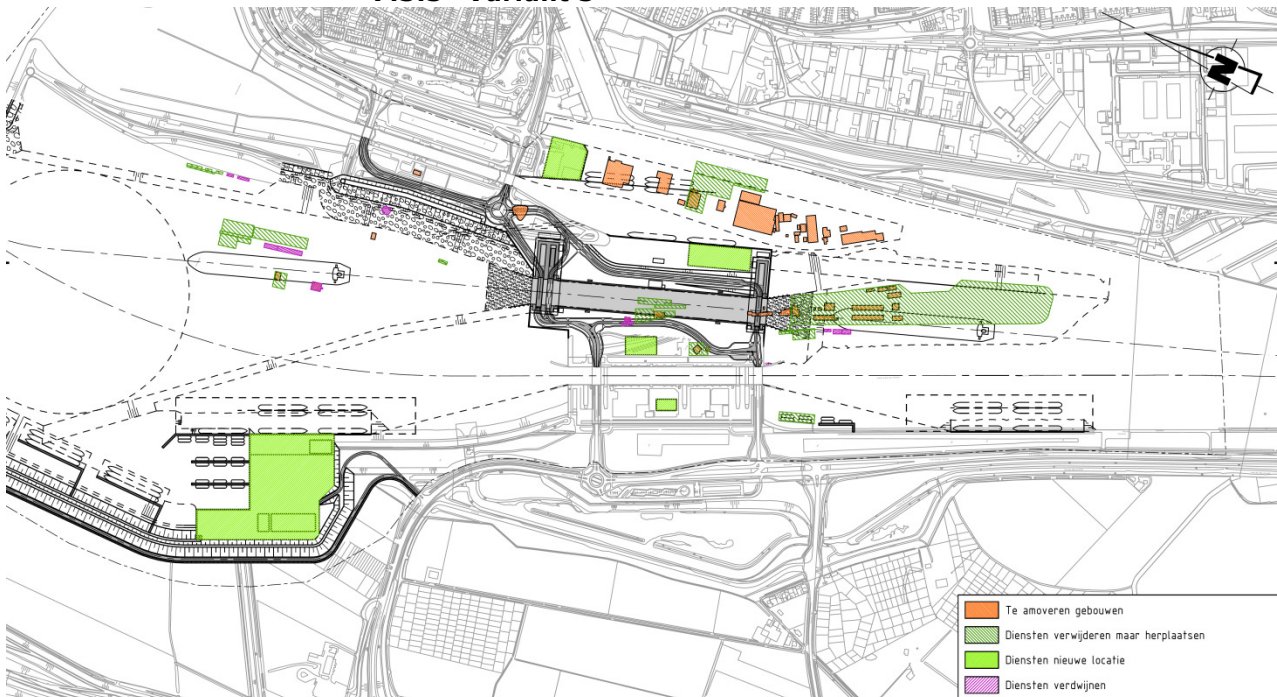 N
Te amoveren gebouwen
Diensten verwijderen maar herplaatsen
Diensten nieuwe locatie
Diensten verdwijnen